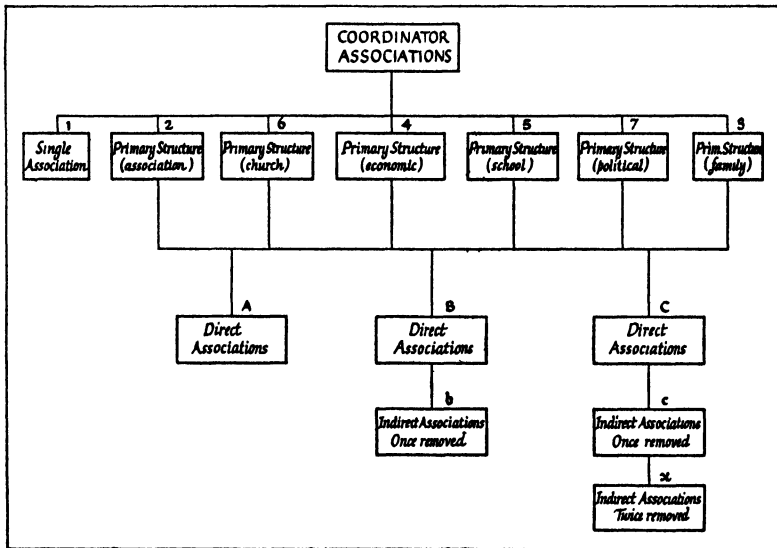 COORDINATOR
ASSOCIATIONS
1
Single
Association
2
Primary Structure
(association)
6
Primary Structure
(church)
4
Primary Structure
(economic)
5
Primary Structure
(school)
7
Primary Structure
(political)
3
Prim. Structure
(family)
A
Direct
Associations
B
Direct
Associations
C
Direct
Associations
b
Indirect Associations
Once removed
c
Indirect Associations
Once removed
x
Indirect Associations
Twice removed